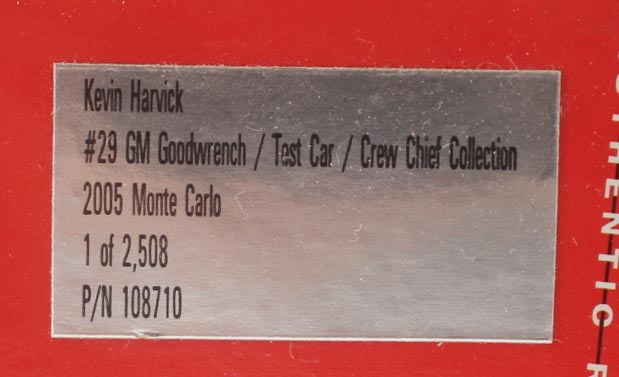 Kevin Harvick
#29 GM Goodwrench / Test Car / Crew Chief Collection
2005 Monte Carlo
1 of 2,508
P/N 108710